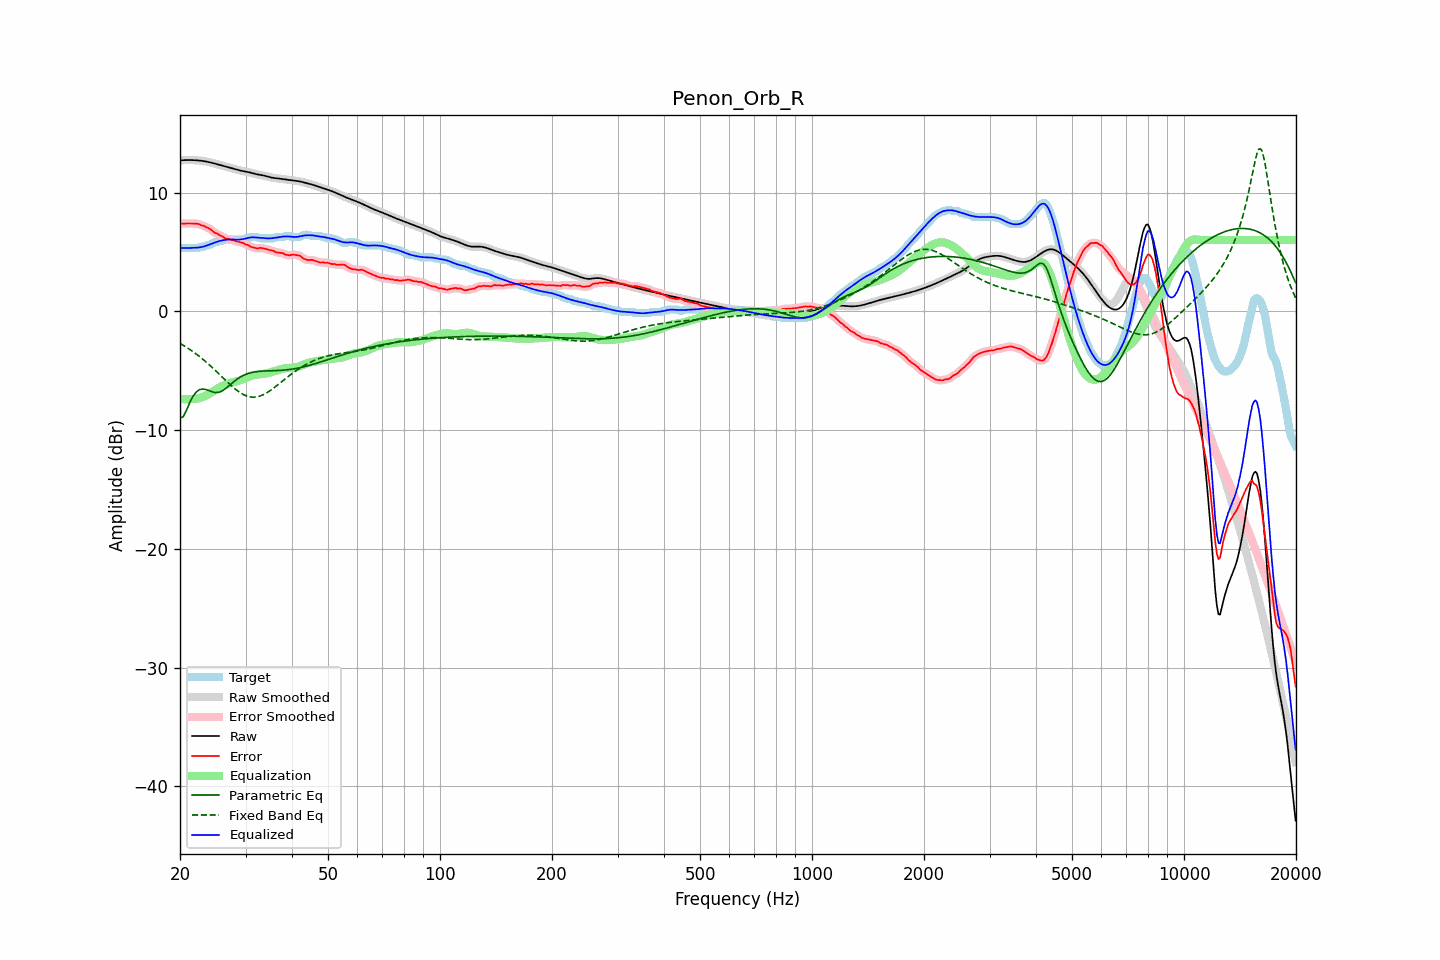 Penon_Orb_R
Amplitude (dBr)
10
0
−10
−20
−30
−40
Target
Raw Smoothed
Error Smoothed
Raw
Error
Equalization
Parametric Eq
Fixed Band Eq
Equalized
20 50 100 200 500 1000 2000 5000 10000 20000
Frequency (Hz)